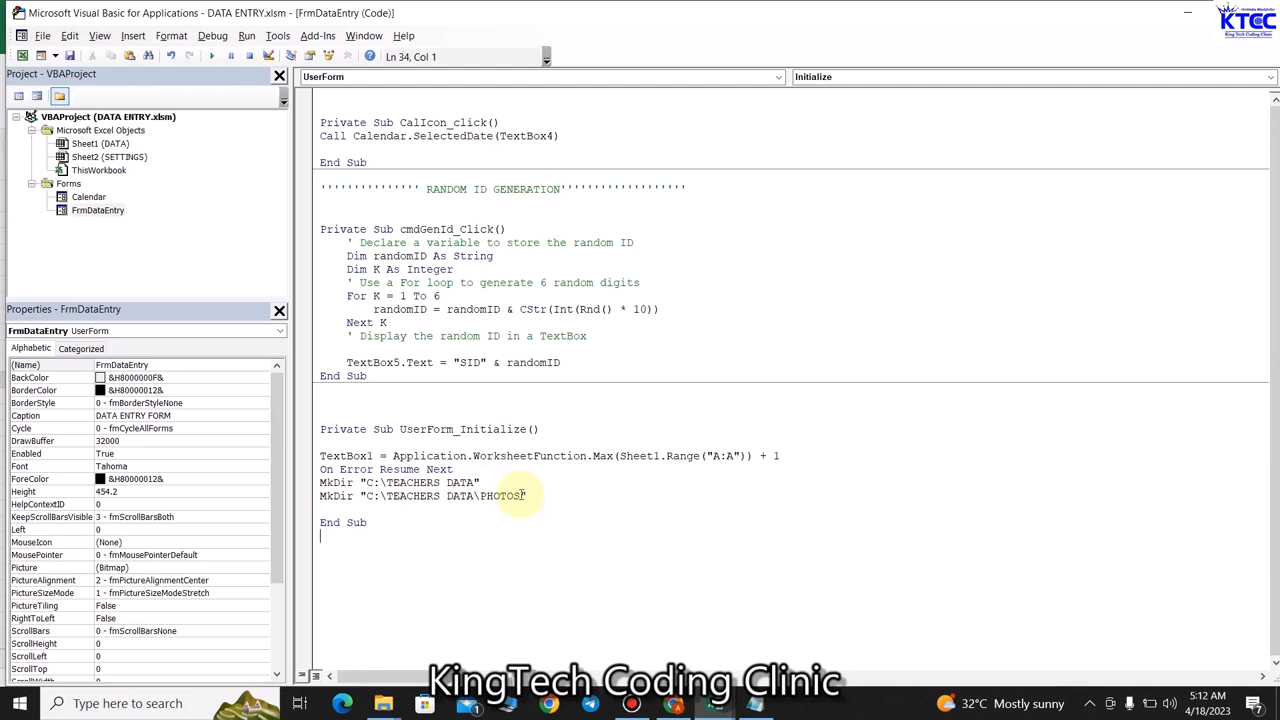 Microsoft Visual Basic for Applications - DATA ENTRY.xlsm - [FrmDataEntry (Code)]
KTCC
King Tech Coding Clinic
File Edit View Insert Format Debug Run Tools Add-Ins Window Help
Ln 34, Col 1
Project - VBAProject
UserForm
Initialize
VBAProject (DATA ENTRY.xlsm)
Microsoft Excel Objects
Sheet1 (DATA)
Sheet2 (SETTINGS)
ThisWorkbook
Forms
Calendar
FrmDataEntry
Properties - FrmDataEntry
FrmDataEntry UserForm
Alphabetic Categorized
(Name) FrmDataEntry
BackColor &H8000000F&
BorderColor &H80000012&
BorderStyle 0 - fmBorderStyleNone
Caption DATA ENTRY FORM
Cycle 0 - fmCycleAllForms
DrawBuffer 32000
Enabled True
Font Tahoma
ForeColor &H80000012&
Height 454.2
HelpContextID 0
KeepScrollBarsVisible 3 - fmScrollBarsBoth
Left 0
MouseIcon (None)
MousePointer 0 - fmMousePointerDefault
Picture (Bitmap)
PictureAlignment 2 - fmPictureAlignmentCenter
PictureSizeMode 1 - fmPictureSizeModeStretch
PictureTiling False
RightToLeft False
ScrollBars 0 - fmScrollBarsNone
ScrollHeight 0
ScrollLeft 0
ScrollTop 0
Private Sub CalIcon_click()
Call Calendar.SelectedDate(TextBox4)
End Sub
''''''''''''''' RANDOM ID GENERATION'''''''''''''''''''
Private Sub cmdGenId_Click()
' Declare a variable to store the random ID
Dim randomID As String
Dim K As Integer
' Use a For loop to generate 6 random digits
For K = 1 To 6
randomID = randomID & CStr(Int(Rnd() * 10))
Next K
' Display the random ID in a TextBox
TextBox5.Text = "SID" & randomID
End Sub
Private Sub UserForm_Initialize()
TextBox1 = Application.WorksheetFunction.Max(Sheet1.Range("A:A")) + 1
On Error Resume Next
MkDir "C:\TEACHERS DATA"
MkDir "C:\TEACHERS DATA\PHOTOS"
End Sub
KingTech Coding Clinic
Type here to search
32°C Mostly sunny
5:12 AM
4/18/2023
7